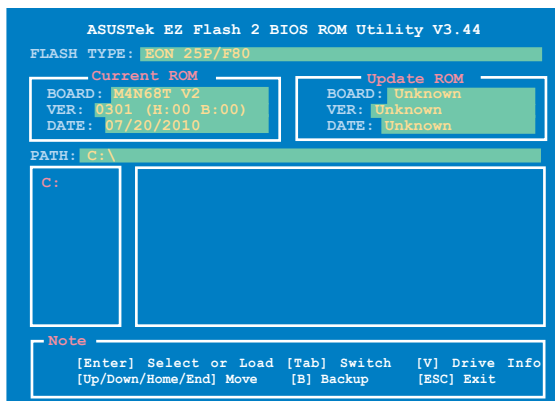 ASUSTek EZ Flash 2 BIOS ROM Utility V3.44
FLASH TYPE: EON 25P/F80
Current ROM
BOARD: M4N68T V2
VER: 0301 (H:00 B:00)
DATE: 07/20/2010
Update ROM
BOARD: Unknown
VER: Unknown
DATE: Unknown
PATH: C:\
C:
Note
[Enter] Select or Load [Tab] Switch [V] Drive Info
[Up/Down/Home/End] Move [B] Backup [ESC] Exit